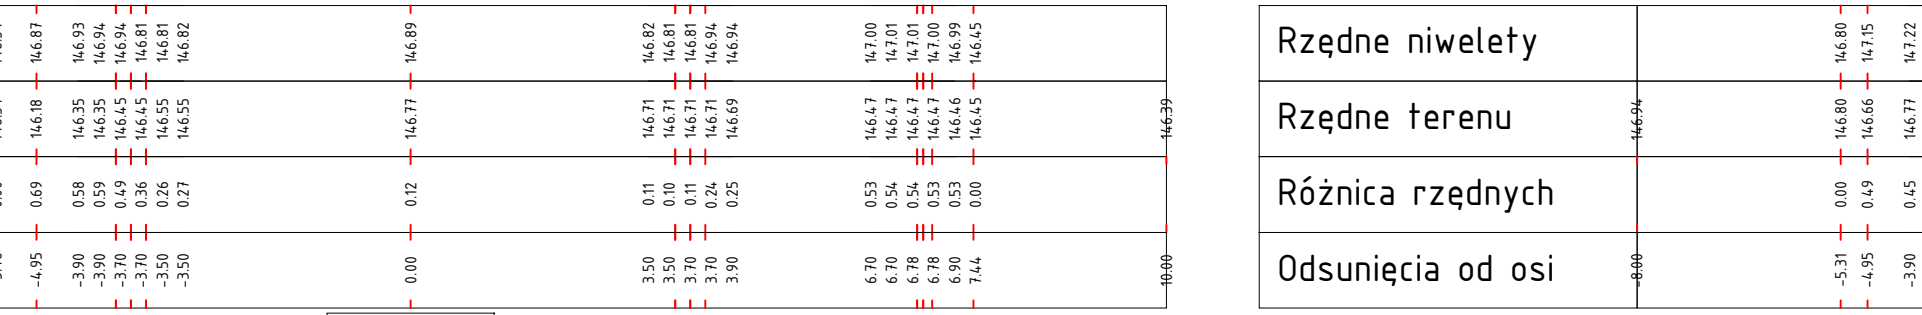 146.87 146.93 146.94 146.94 146.81 146.81 146.82 146.89 146.82 146.81 146.81 146.94 146.94 147.00 147.01 147.01 147.00 146.99 146.45
146.18 146.35 146.35 146.45 146.45 146.55 146.55 146.77 146.71 146.71 146.71 146.71 146.69 146.47 146.47 146.47 146.47 146.46 146.45 146.39
0.69 0.58 0.59 0.49 0.36 0.26 0.27 0.12 0.11 0.10 0.11 0.24 0.25 0.53 0.54 0.54 0.53 0.53 0.00
-4.95 -3.90 -3.90 -3.70 -3.70 -3.50 -3.50 0.00 3.50 3.50 3.70 3.70 3.90 6.70 6.70 6.78 6.78 6.90 7.44 10.00
Rzędne niwelety 146.80 147.15 147.22
Rzędne terenu 146.94 146.80 146.66 146.77
Różnica rzędnych 0.00 0.49 0.45
Odsunięcia od osi -8.00 -5.31 -4.95 -3.90